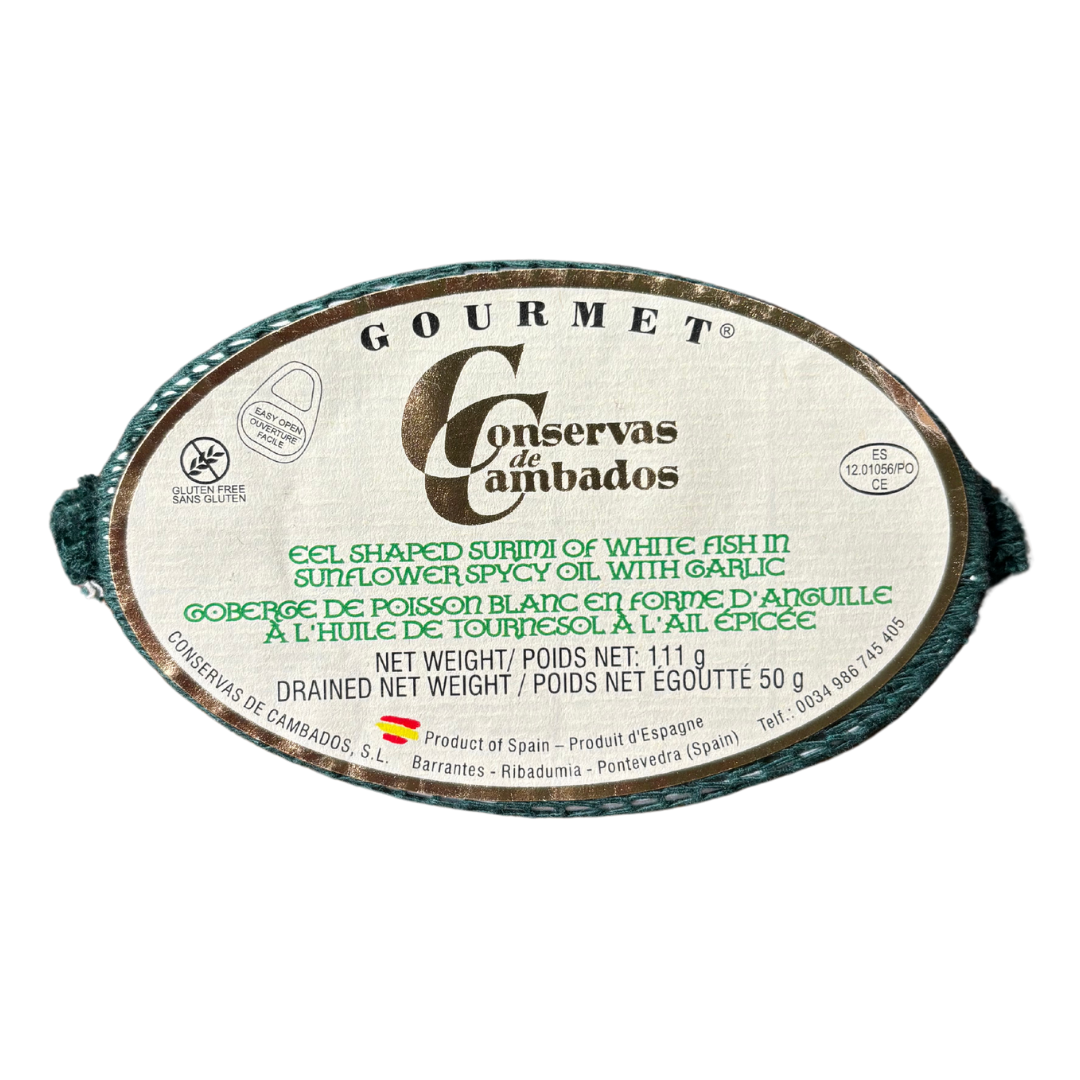 GOURMET®
Conservas
de
Cambados
EASY OPEN
OUVERTURE
FACILE
GLUTEN FREE
SANS GLUTEN
ES
12.01056/PO
CE
EEL SHAPED SURIMI OF WHITE FISH IN
SUNFLOWER SPYCY OIL WITH GARLIC
GOBERGE DE POISSON BLANC EN FORME D'ANGUILLE
À L'HUILE DE TOURNESOL À L'AIL ÉPICÉE
NET WEIGHT/ POIDS NET: 111 g
DRAINED NET WEIGHT / POIDS NET ÉGOUTTÉ 50 g
Product of Spain – Produit d'Espagne
CONSERVAS DE CAMBADOS, S.L. Barrantes - Ribadumia - Pontevedra (Spain) Telf.: 0034 986 745 405